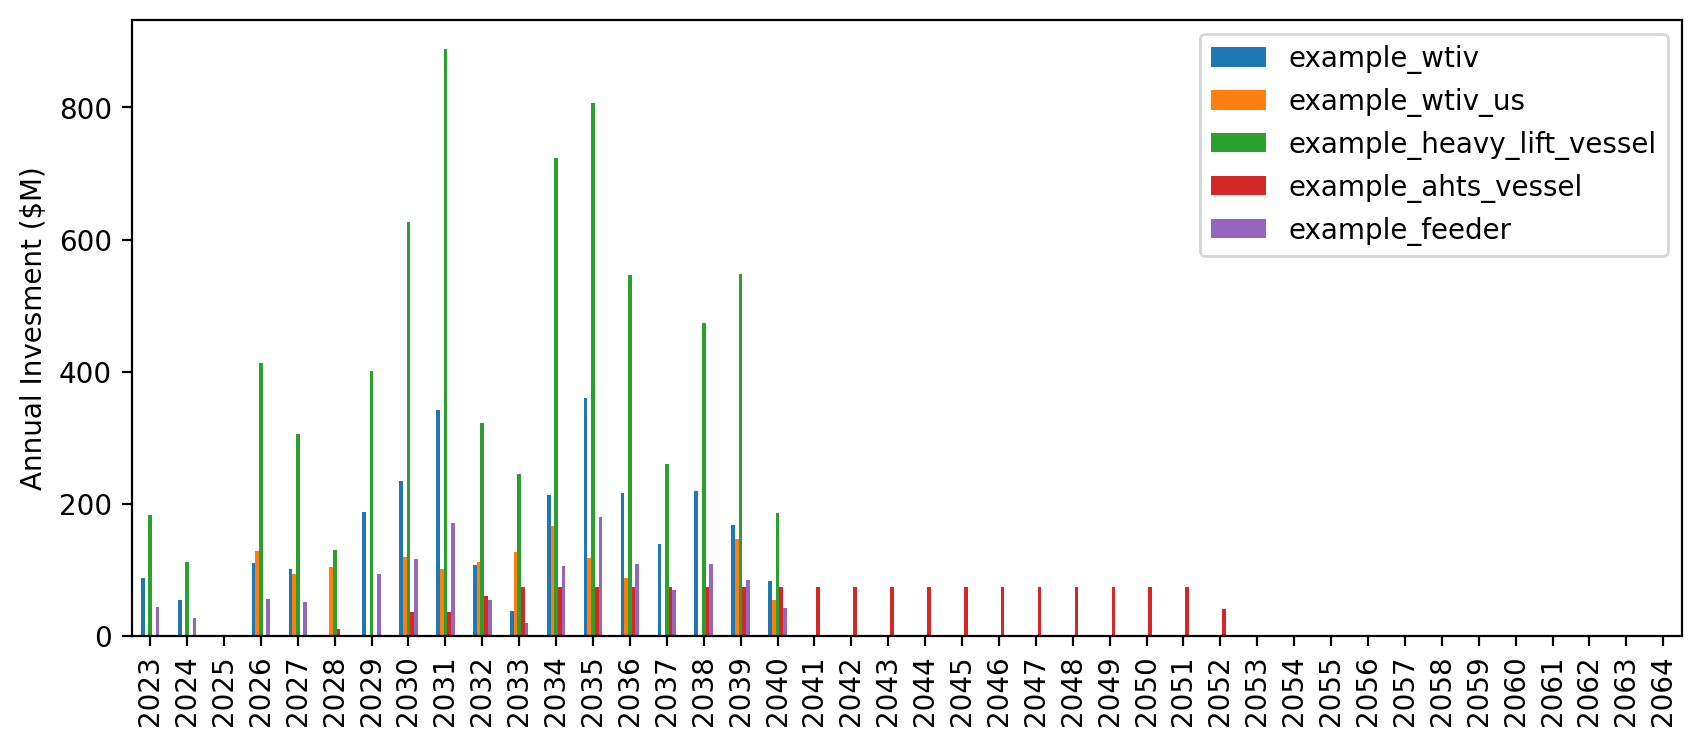 Annual Invesment ($M)
800
600
400
200
0
example_wtiv
example_wtiv_us
example_heavy_lift_vessel
example_ahts_vessel
example_feeder
2023 2024 2025 2026 2027 2028 2029 2030 2031 2032 2033 2034 2035 2036 2037 2038 2039 2040 2041 2042 2043 2044 2045 2046 2047 2048 2049 2050 2051 2052 2053 2054 2055 2056 2057 2058 2059 2060 2061 2062 2063 2064